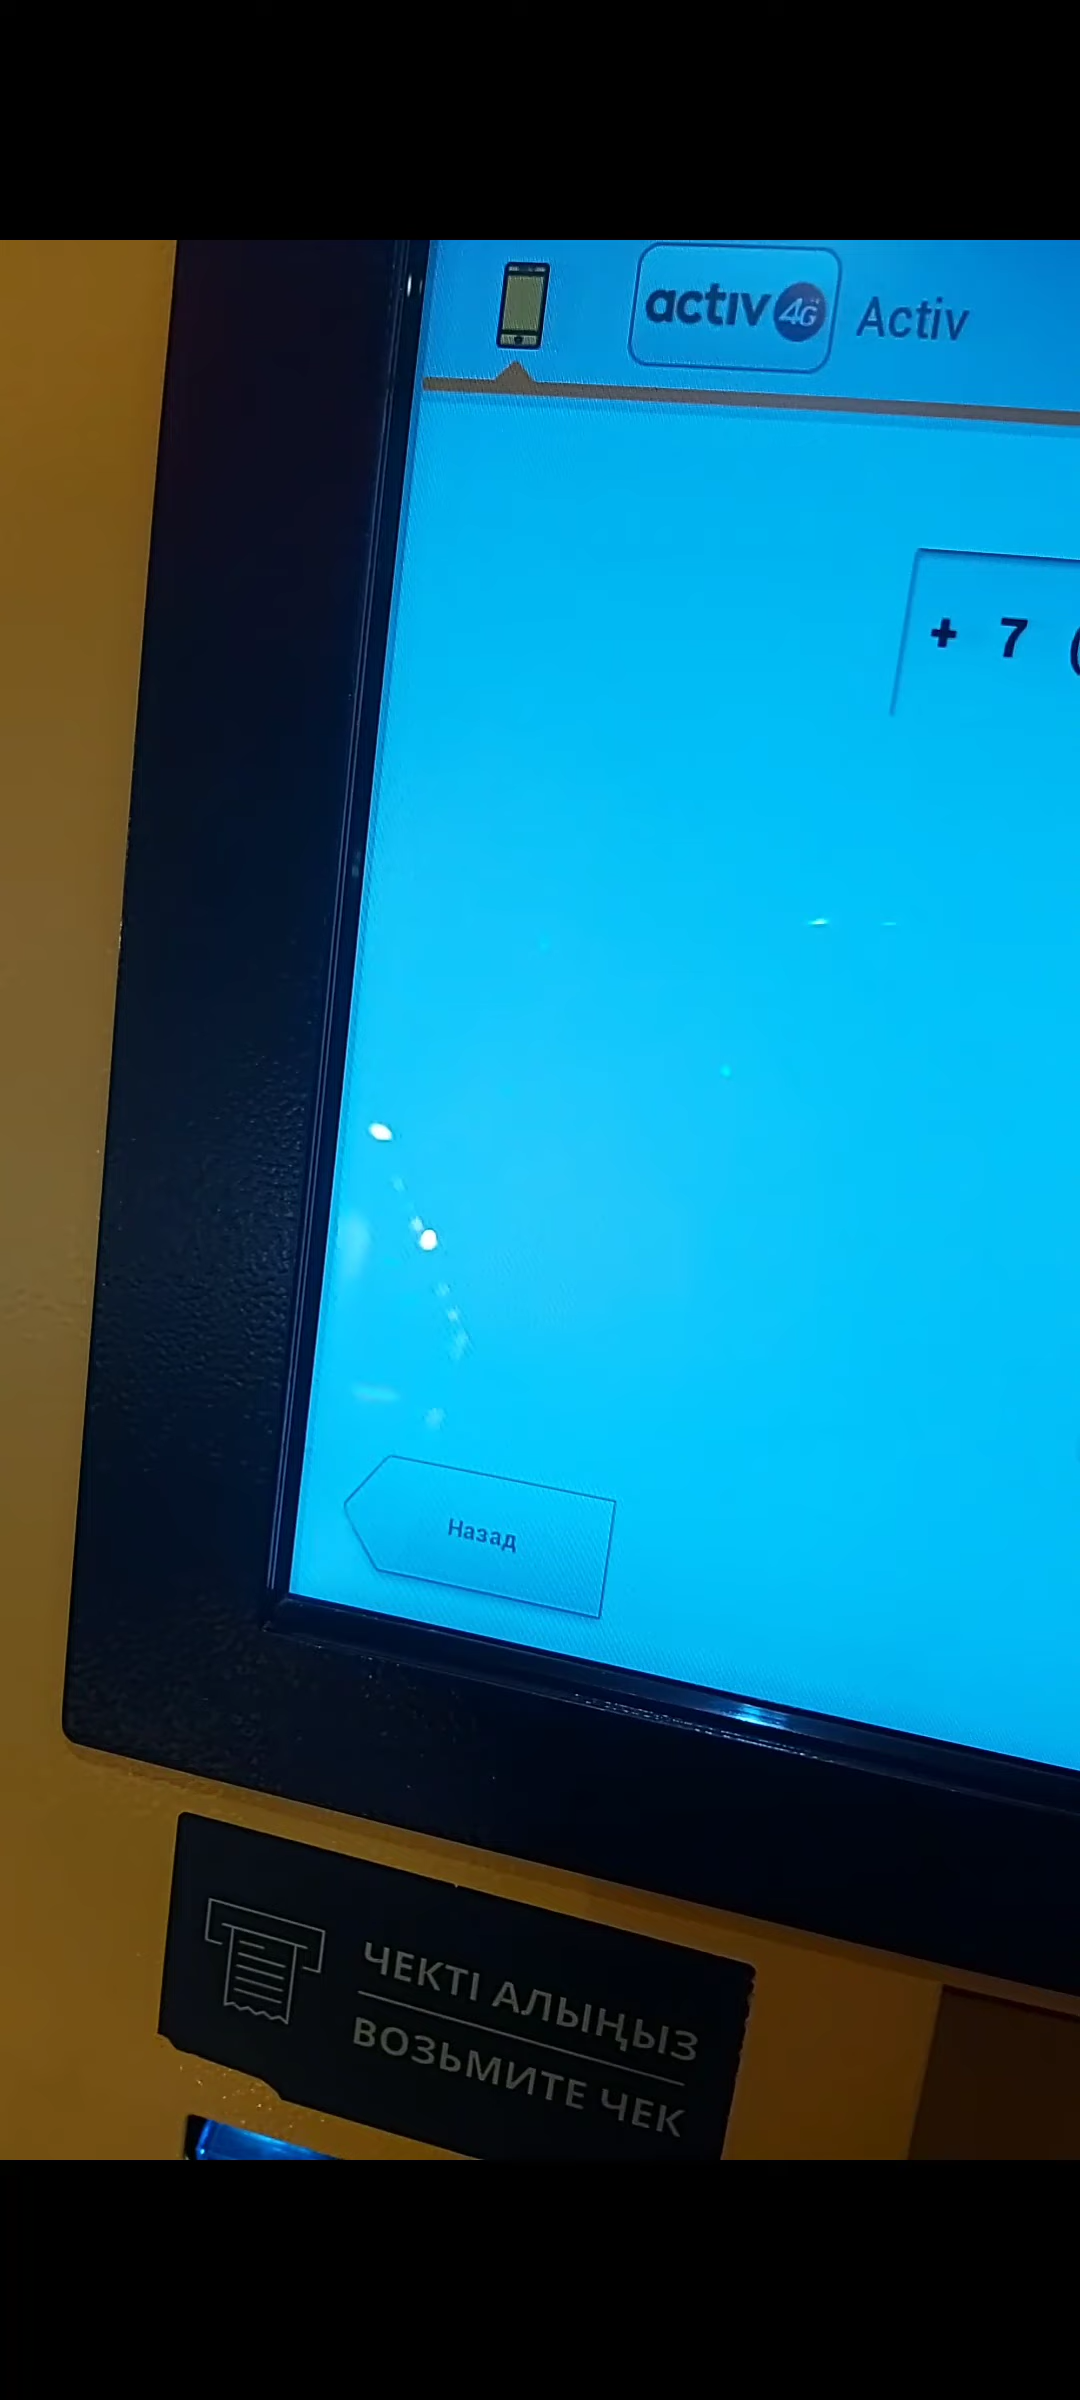 activ 4G Activ
+ 7 (
Назад
ЧЕКТІ АЛЫҢЫЗ
ВОЗЬМИТЕ ЧЕК